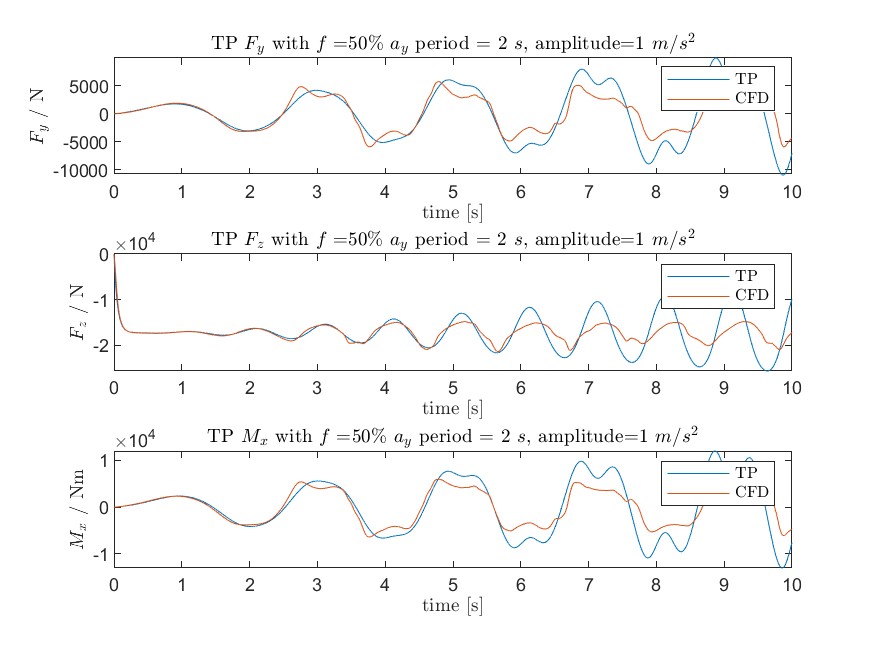 TP F_y with f =50% a_y period = 2 s, amplitude=1 m/s^2
5000
0
-5000
-10000
F_y / N
TP
CFD
0 1 2 3 4 5 6 7 8 9 10
time [s]
TP F_z with f =50% a_y period = 2 s, amplitude=1 m/s^2
×10^4
0
-1
-2
F_z / N
TP
CFD
0 1 2 3 4 5 6 7 8 9 10
time [s]
TP M_x with f =50% a_y period = 2 s, amplitude=1 m/s^2
×10^4
1
0
-1
M_x / Nm
TP
CFD
0 1 2 3 4 5 6 7 8 9 10
time [s]